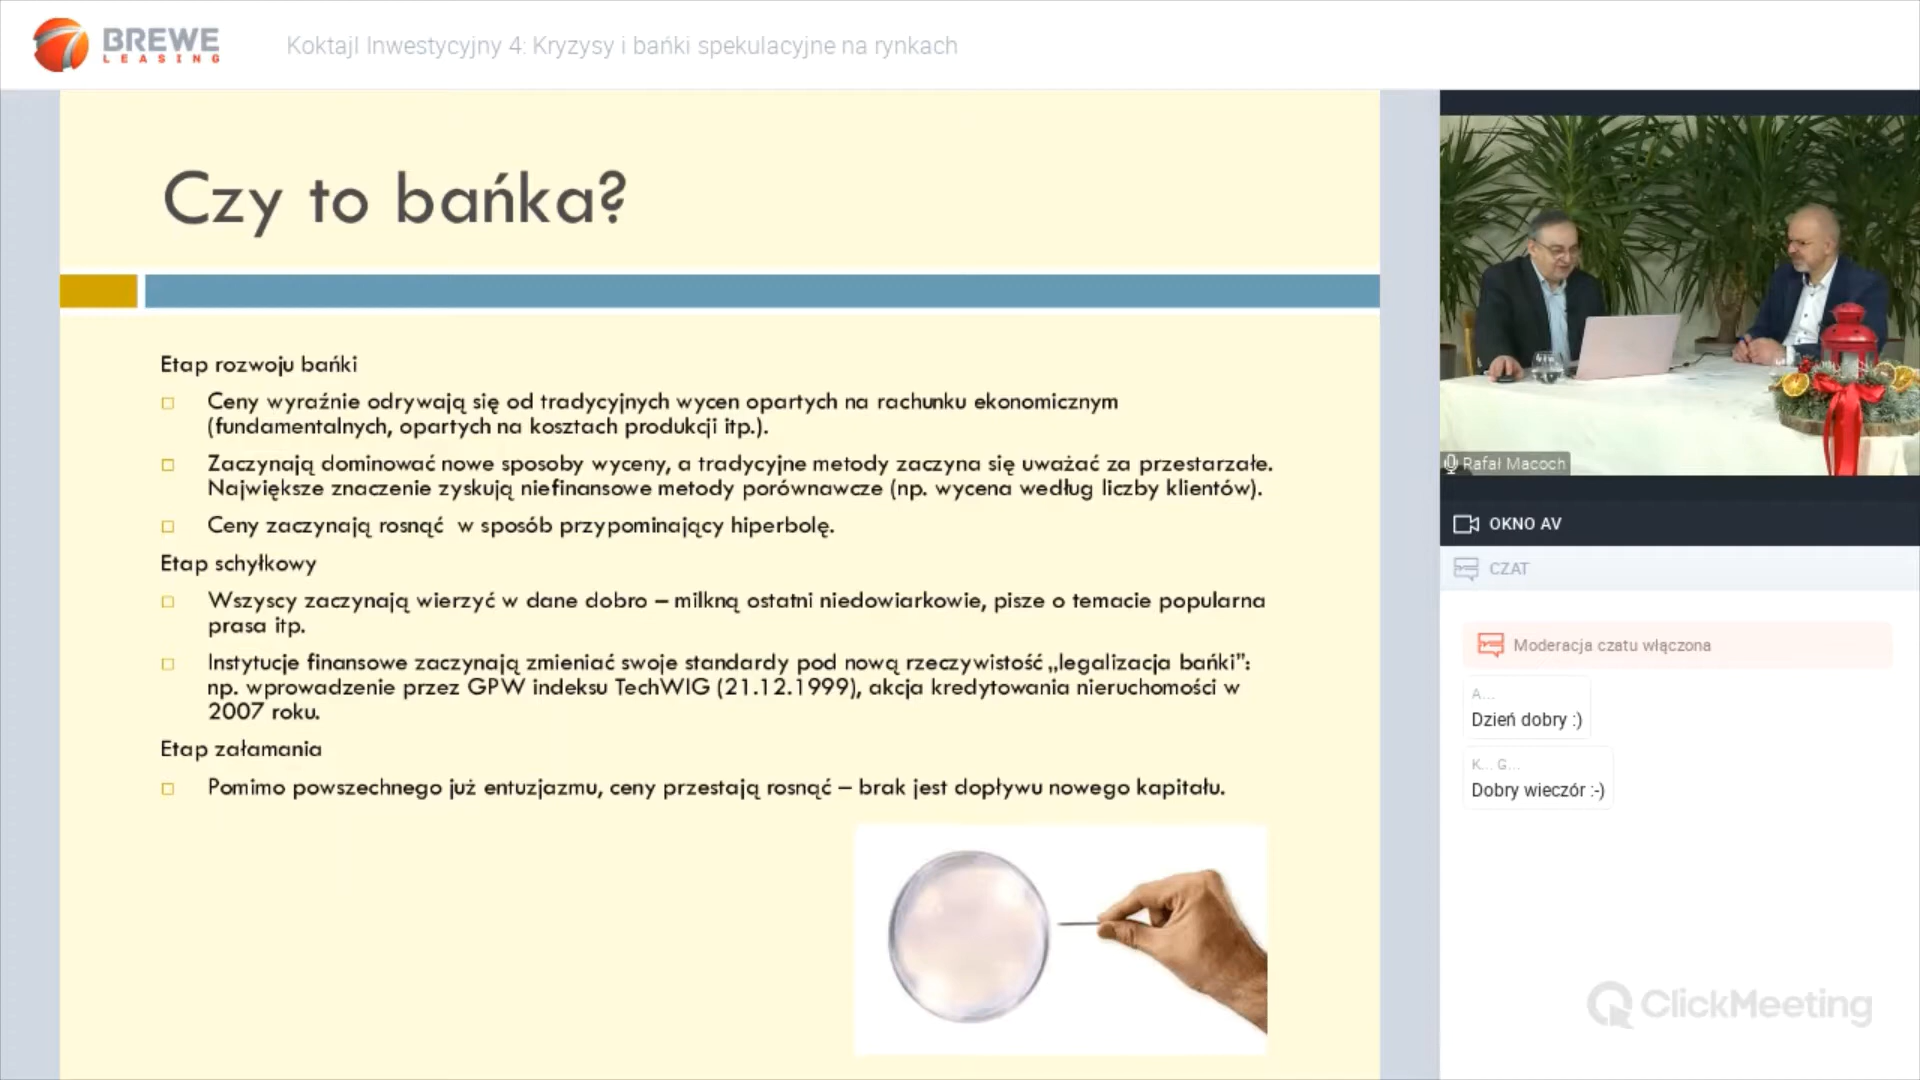 BREWE
LEASING
Koktajl Inwestycyjny 4: Kryzysy i bańki spekulacyjne na rynkach
Czy to bańka?
Etap rozwoju bańki
Ceny wyraźnie odrywają się od tradycyjnych wycen opartych na rachunku ekonomicznym
(fundamentalnych, opartych na kosztach produkcji itp.).
Zaczynają dominować nowe sposoby wyceny, a tradycyjne metody zaczyna się uważać za przestarzałe.
Największe znaczenie zyskują niefinansowe metody porównawcze (np. wycena według liczby klientów).
Ceny zaczynają rosnąć w sposób przypominający hiperbolę.
Etap schyłkowy
Wszyscy zaczynają wierzyć w dane dobro – milkną ostatni niedowiarkowie, pisze o temacie popularna
prasa itp.
Instytucje finansowe zaczynają zmieniać swoje standardy pod nową rzeczywistość „legalizacja bańki”:
np. wprowadzenie przez GPW indeksu TechWIG (21.12.1999), akcja kredytowania nieruchomości w
2007 roku.
Etap załamania
Pomimo powszechnego już entuzjazmu, ceny przestają rosnąć – brak jest dopływu nowego kapitału.
Rafał Macoch
OKNO AV
CZAT
Moderacja czatu włączona
A...
Dzień dobry :)
K... G...
Dobry wieczór :-)
ClickMeeting